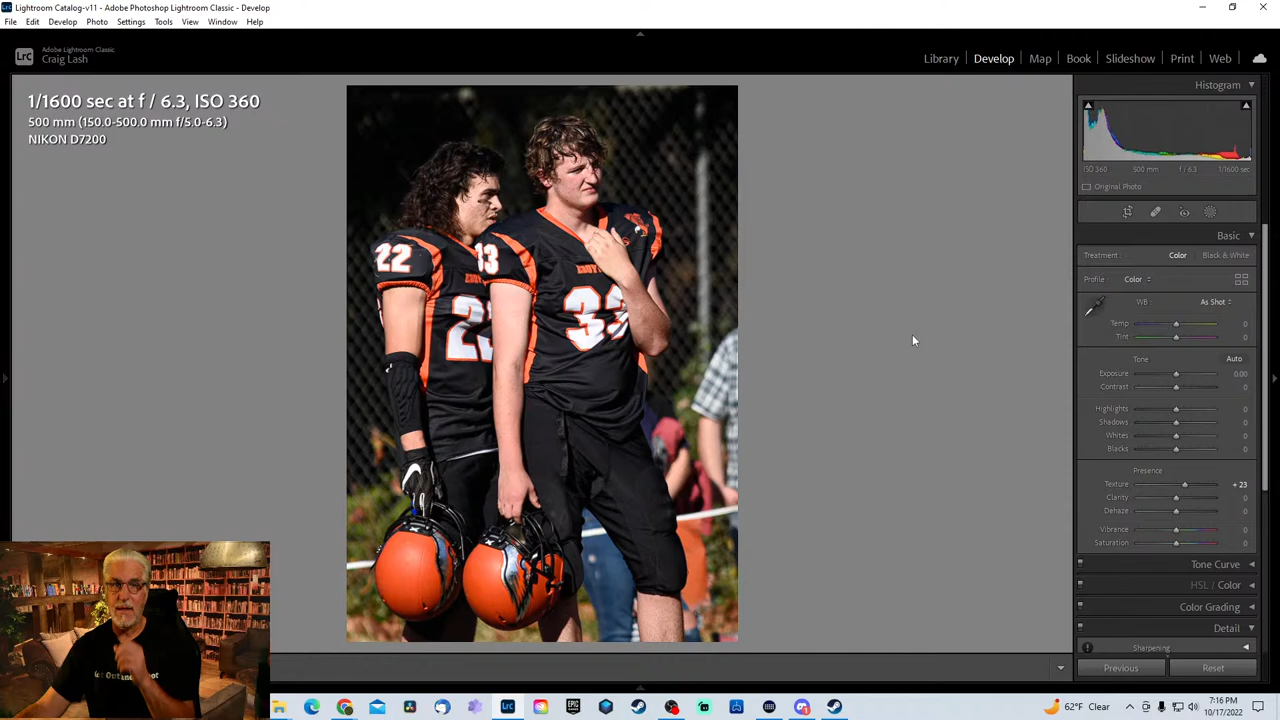 Lightroom Catalog-v11 - Adobe Photoshop Lightroom Classic - Develop
File Edit Develop Photo Settings Tools View Window Help
Lrc
Adobe Lightroom Classic
Craig Lash
Library | Develop | Map | Book | Slideshow | Print | Web
1/1600 sec at f / 6.3, ISO 360
500 mm (150.0-500.0 mm f/5.0-6.3)
NIKON D7200
Histogram
ISO 360 500 mm f / 6.3 1/1600 sec
Original Photo
Basic
Treatment: Color Black & White
Profile: Color
WB: As Shot
Temp 0
Tint 0
Tone Auto
Exposure 0.00
Contrast 0
Highlights 0
Shadows 0
Whites 0
Blacks 0
Presence
Texture + 23
Clarity 0
Dehaze 0
Vibrance 0
Saturation 0
Tone Curve
HSL / Color
Color Grading
Detail
Sharpening
Previous Reset
22
33
33
Lrc
62°F Clear
7:16 PM
10/17/2022